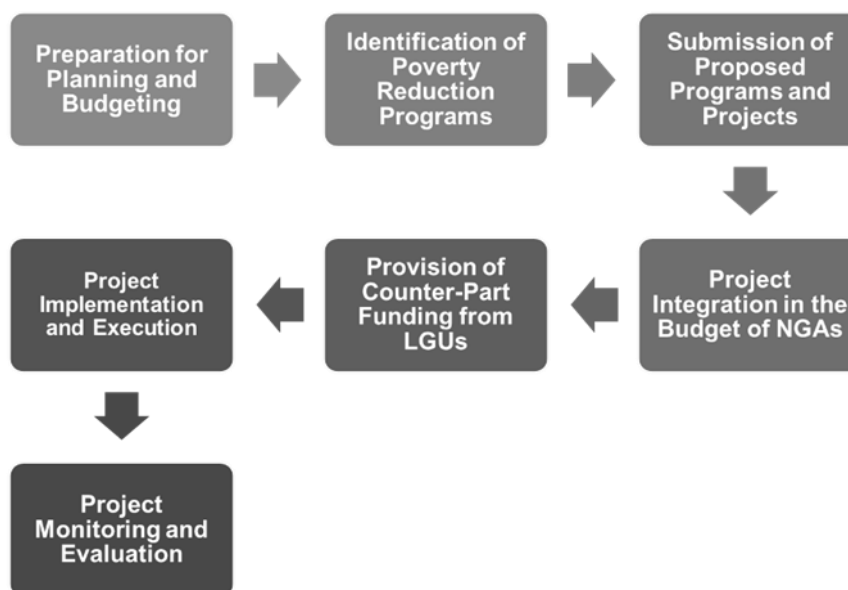 Preparation for
Planning and
Budgeting
Identification of
Poverty
Reduction
Programs
Submission of
Proposed
Programs and
Projects
Project
Integration in the
Budget of NGAs
Provision of
Counter-Part
Funding from
LGUs
Project
Implementation
and Execution
Project
Monitoring and
Evaluation